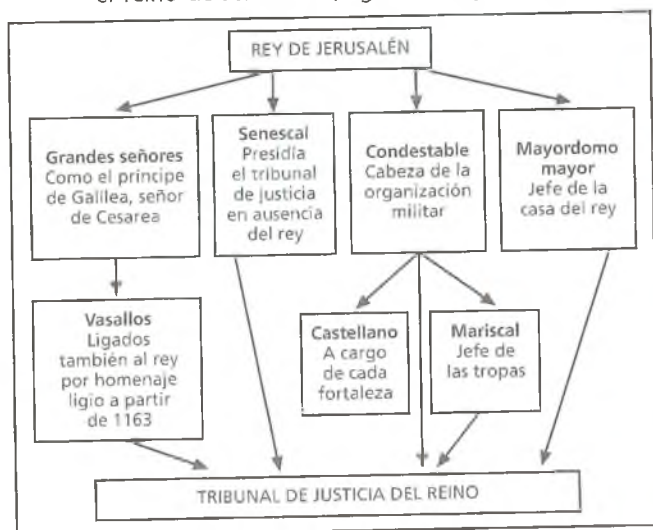 el reino de
REY DE JERUSALÉN
Grandes señores
Como el príncipe
de Galilea, señor
de Cesarea
Senescal
Presidía
el tribunal
de justicia
en ausencia
del rey
Condestable
Cabeza de la
organización
militar
Mayordomo
mayor
Jefe de la
casa del rey
Vasallos
Ligados
también al rey
por homenaje
ligio a partir
de 1163
Castellano
A cargo
de cada
fortaleza
Mariscal
Jefe de
las tropas
TRIBUNAL DE JUSTICIA DEL REINO